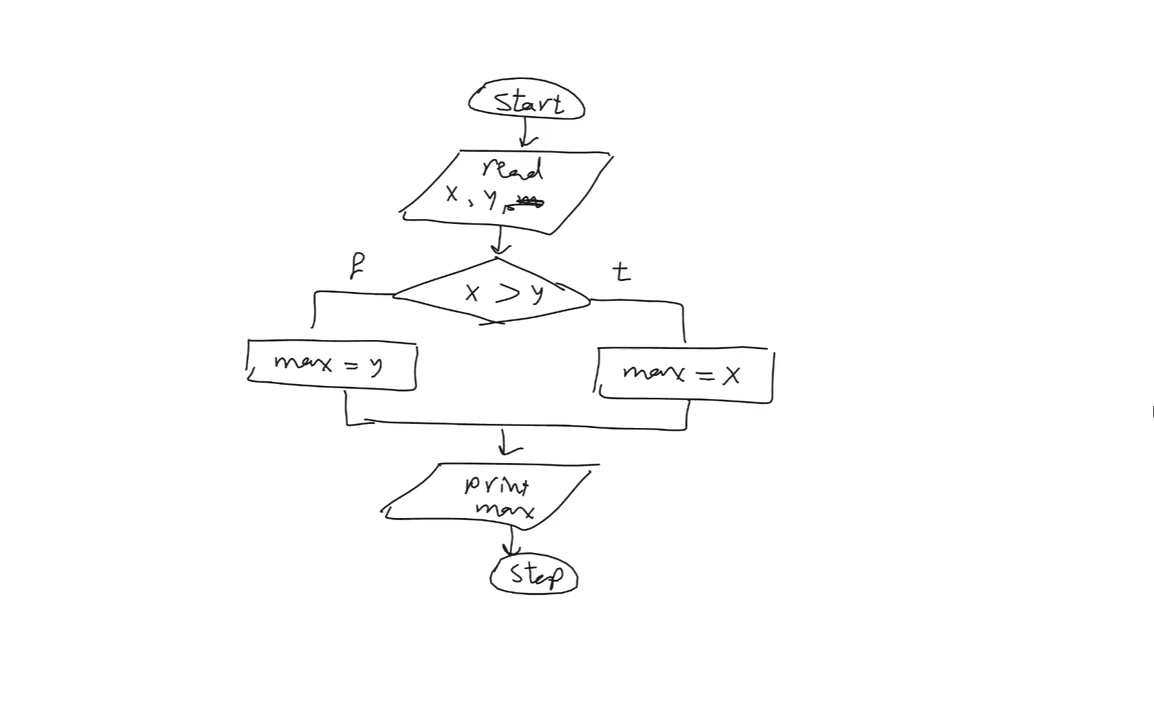 start
read
x, y,
f
t
x > y
max = y
max = x
print
max
stop